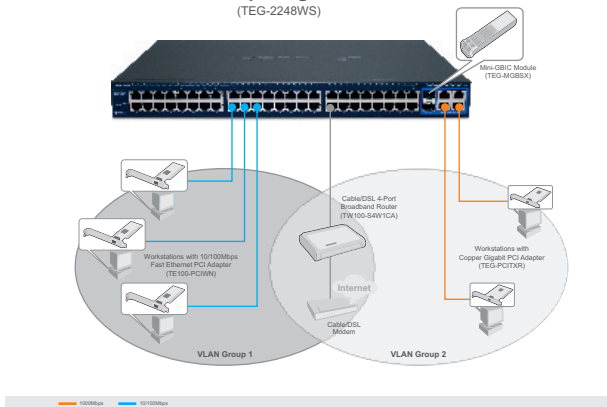 (TEG-2248WS)
Mini-GBIC Module
(TEG-MGBSX)
Cable/DSL 4-Port
Broadband Router
(TW100-S4W1CA)
Workstations with 10/100Mbps
Fast Ethernet PCI Adapter
(TE100-PCIWN)
Workstations with
Copper Gigabit PCI Adapter
(TEG-PCITXR)
Internet
Cable/DSL
Modem
VLAN Group 1
VLAN Group 2
1000Mbps
10/100Mbps